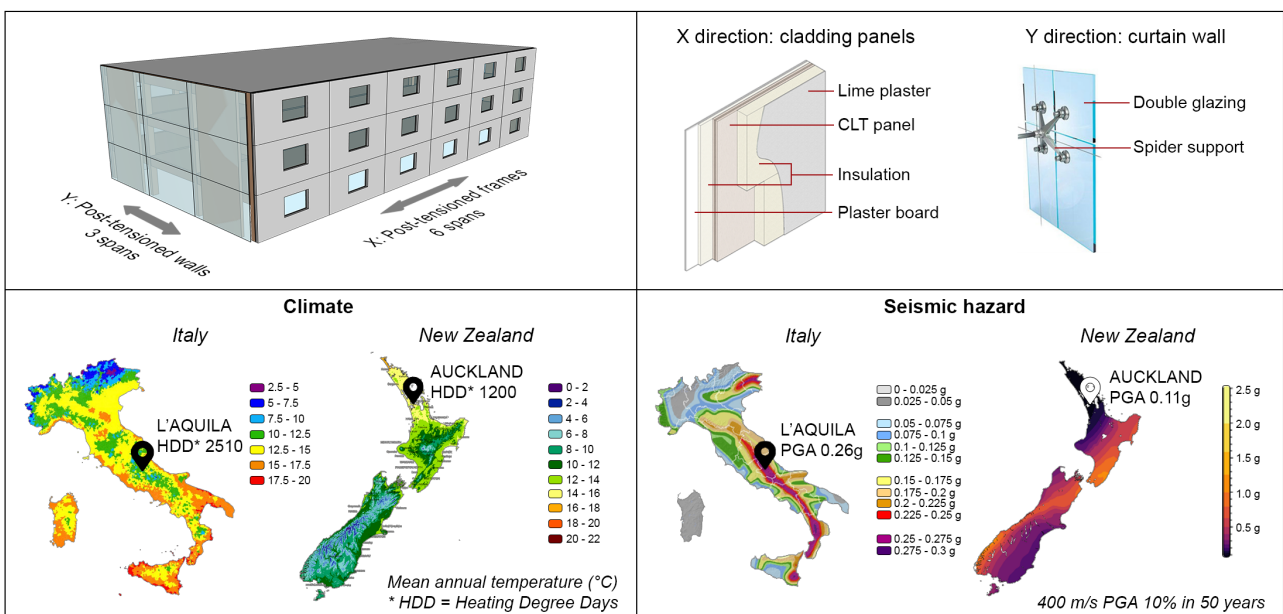 Y: Post-tensioned walls
3 spans
X: Post-tensioned frames
6 spans
X direction: cladding panels
Lime plaster
CLT panel
Insulation
Plaster board
Y direction: curtain wall
Double glazing
Spider support
Climate
Italy
L'AQUILA
HDD* 2510
2.5 - 5
5 - 7.5
7.5 - 10
10 - 12.5
12.5 - 15
15 - 17.5
17.5 - 20
New Zealand
AUCKLAND
HDD* 1200
0 - 2
2 - 4
4 - 6
6 - 8
8 - 10
10 - 12
12 - 14
14 - 16
16 - 18
18 - 20
20 - 22
Mean annual temperature (°C)
* HDD = Heating Degree Days
Seismic hazard
Italy
L'AQUILA
PGA 0.26g
0 - 0.025 g
0.025 - 0.05 g
0.05 - 0.075 g
0.075 - 0.1 g
0.1 - 0.125 g
0.125 - 0.15 g
0.15 - 0.175 g
0.175 - 0.2 g
0.2 - 0.225 g
0.225 - 0.25 g
0.25 - 0.275 g
0.275 - 0.3 g
New Zealand
AUCKLAND
PGA 0.11g
2.5 g
2.0 g
1.5 g
1.0 g
0.5 g
400 m/s PGA 10% in 50 years